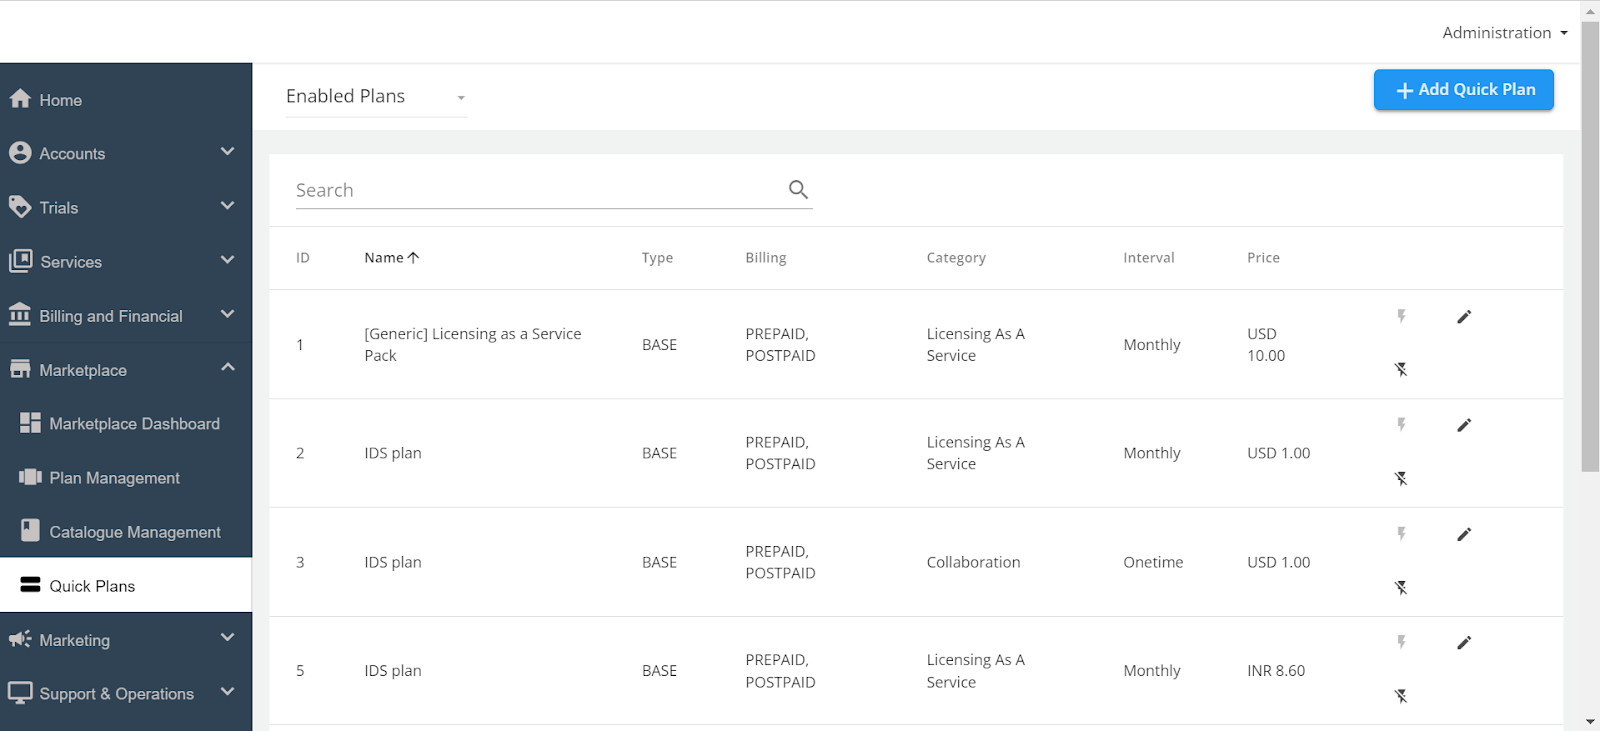 Administration
Home
Accounts
Trials
Services
Billing and Financial
Marketplace
Marketplace Dashboard
Plan Management
Catalogue Management
Quick Plans
Marketing
Support & Operations
Enabled Plans
Add Quick Plan
Search
ID Name Type Billing Category Interval Price
1 [Generic] Licensing as a Service Pack BASE PREPAID, POSTPAID Licensing As A Service Monthly USD 10.00
2 IDS plan BASE PREPAID, POSTPAID Licensing As A Service Monthly USD 1.00
3 IDS plan BASE PREPAID, POSTPAID Collaboration Onetime USD 1.00
5 IDS plan BASE PREPAID, POSTPAID Licensing As A Service Monthly INR 8.60